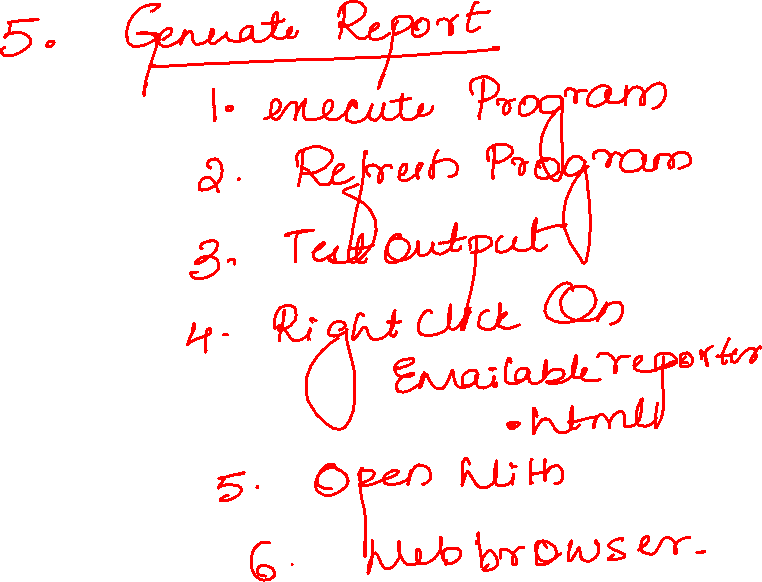 5. Generate Report
1. execute Program
2. Refresh Program
3. Test Output
4. Right Click On
Emailable reporter
.html
5. Open With
6. Web browser.